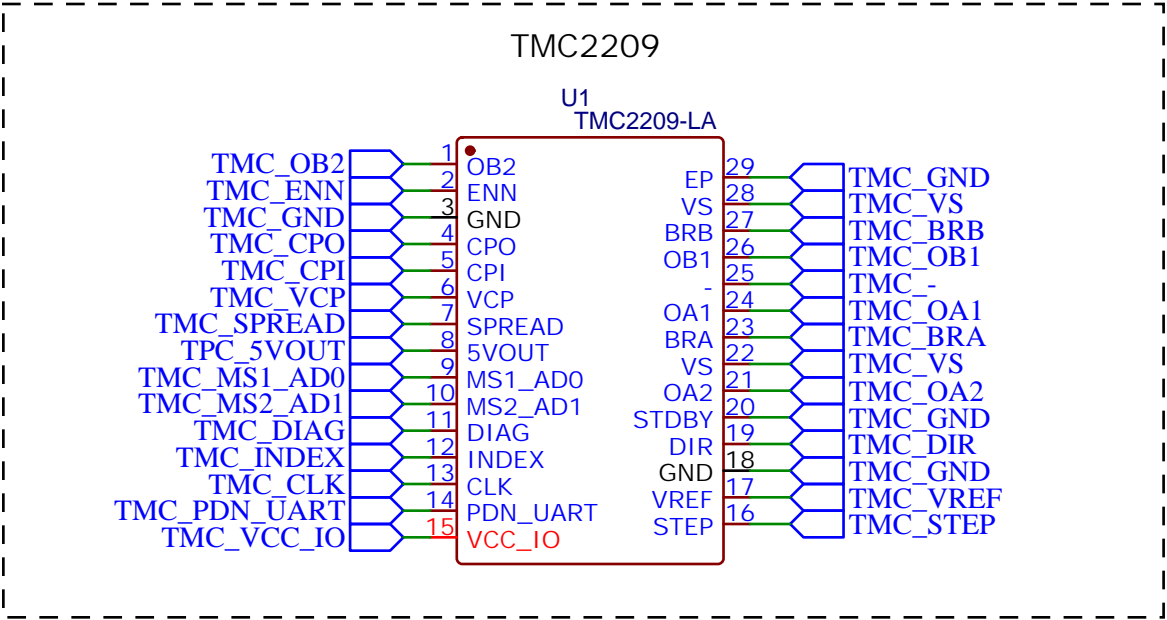 TMC2209
U1
TMC2209-LA
TMC_OB2 1 OB2
TMC_ENN 2 ENN
TMC_GND 3 GND
TMC_CPO 4 CPO
TMC_CPI 5 CPI
TMC_VCP 6 VCP
TMC_SPREAD 7 SPREAD
TPC_5VOUT 8 5VOUT
TMC_MS1_AD0 9 MS1_AD0
TMC_MS2_AD1 10 MS2_AD1
TMC_DIAG 11 DIAG
TMC_INDEX 12 INDEX
TMC_CLK 13 CLK
TMC_PDN_UART 14 PDN_UART
TMC_VCC_IO 15 VCC_IO
EP 29 TMC_GND
VS 28 TMC_VS
BRB 27 TMC_BRB
OB1 26 TMC_OB1
- 25 TMC_-
OA1 24 TMC_OA1
BRA 23 TMC_BRA
VS 22 TMC_VS
OA2 21 TMC_OA2
STDBY 20 TMC_GND
DIR 19 TMC_DIR
GND 18 TMC_GND
VREF 17 TMC_VREF
STEP 16 TMC_STEP